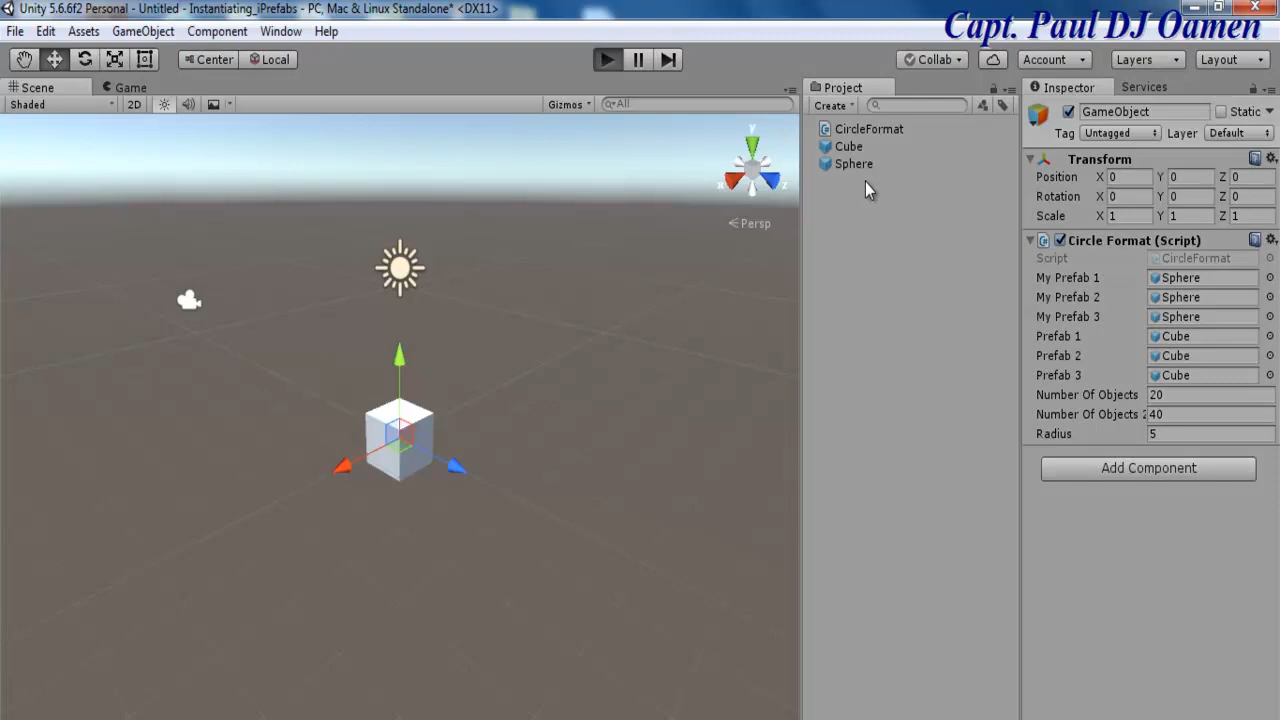 Unity 5.6.6f2 Personal - Untitled - Instantiating_iPrefabs - PC, Mac & Linux Standalone* <DX11>
Capt. Paul DJ Oamen
File Edit Assets GameObject Component Window Help
Center Local Collab Account Layers Layout
Scene Game Project Inspector Services
Shaded 2D Gizmos All Create
GameObject Static
Tag Untagged Layer Default
Transform
Position X 0 Y 0 Z 0
Rotation X 0 Y 0 Z 0
Scale X 1 Y 1 Z 1
CircleFormat
Cube
Sphere
y
x z
Persp
Circle Format (Script)
Script CircleFormat
My Prefab 1 Sphere
My Prefab 2 Sphere
My Prefab 3 Sphere
Prefab 1 Cube
Prefab 2 Cube
Prefab 3 Cube
Number Of Objects 20
Number Of Objects 2 40
Radius 5
Add Component